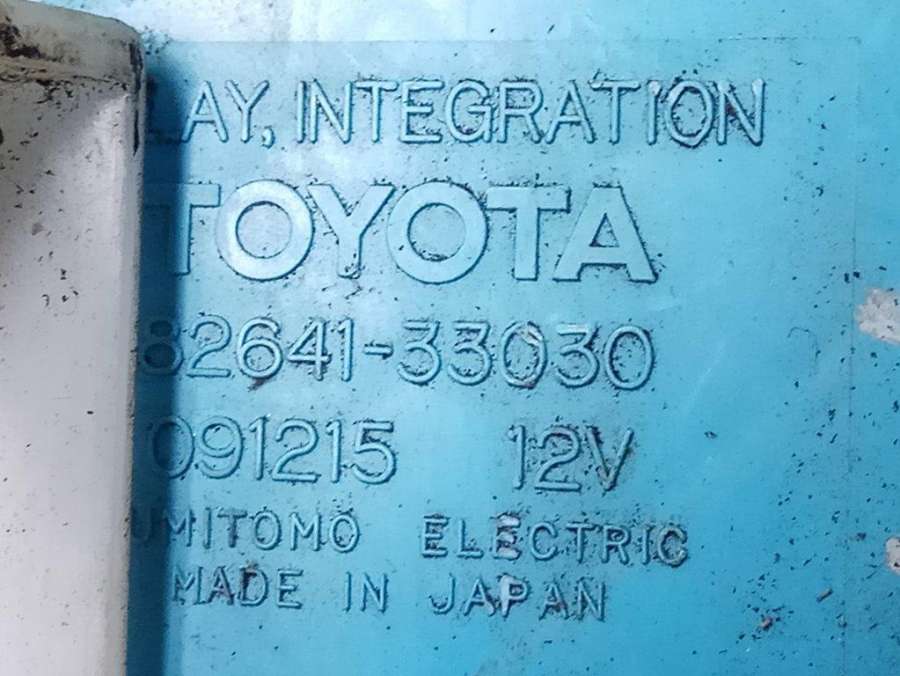 LAY, INTEGRATION
TOYOTA
82641-33030
091215 12V
UMITOMO ELECTRIC
MADE IN JAPAN